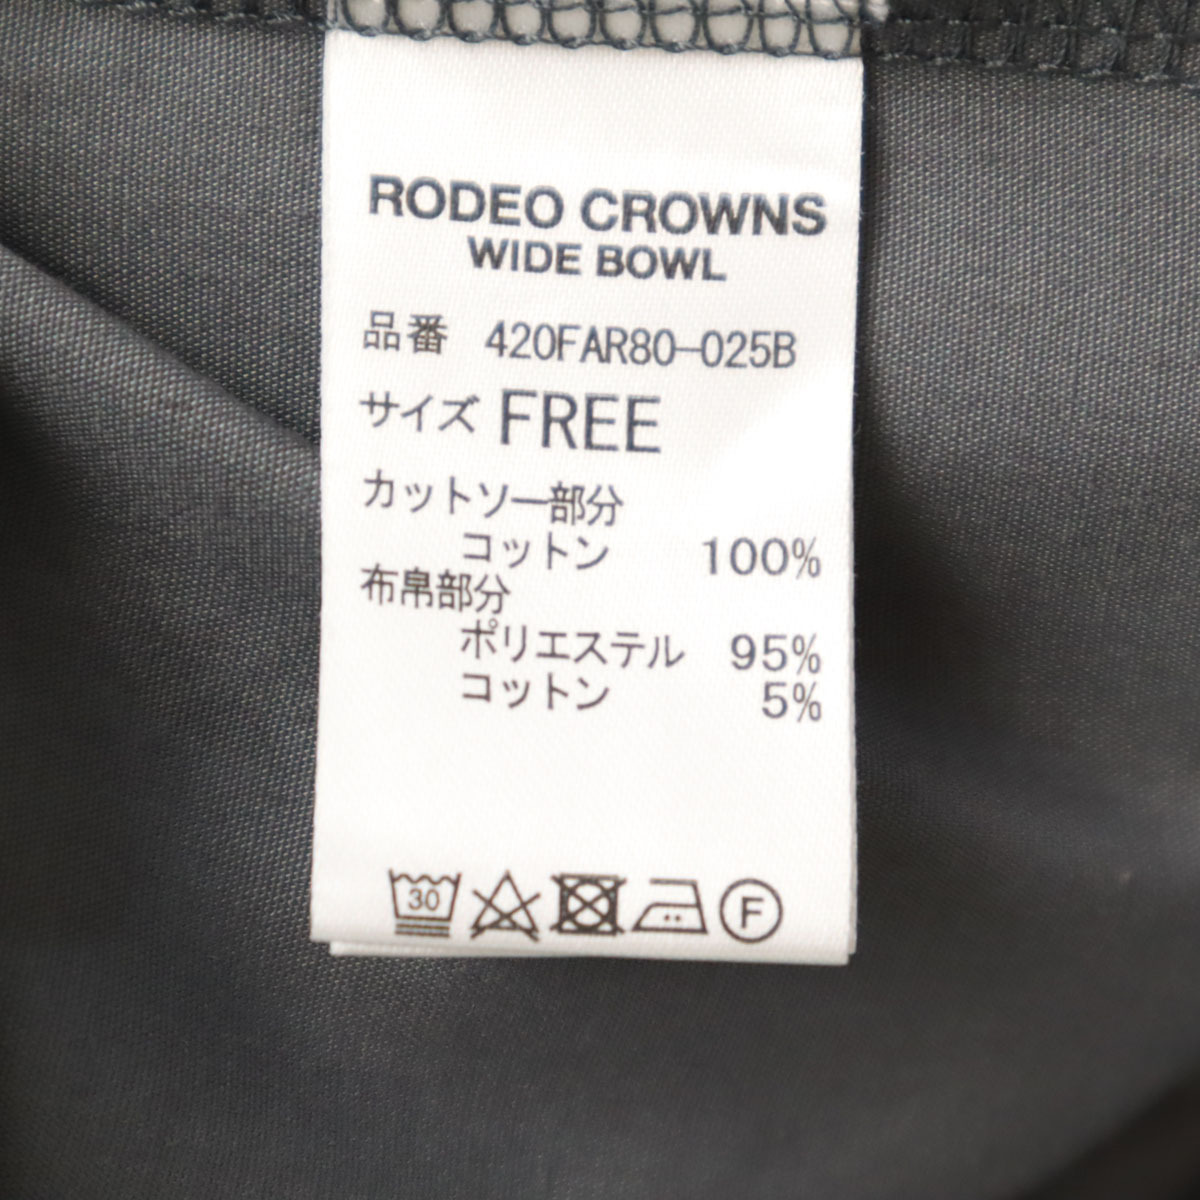 RODEO CROWNS
WIDE BOWL
品番 420FAR80-025B
サイズ FREE
カットソー部分
コットン 100%
布帛部分
ポリエステル 95%
コットン 5%
30 F